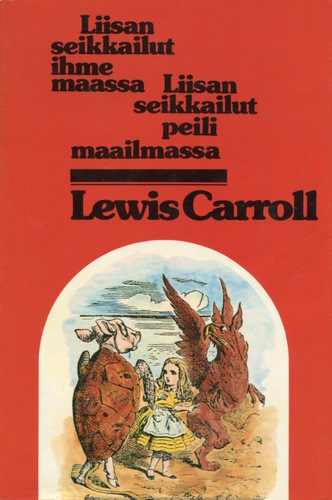 Liisan
seikkailut
ihme
maassa
Liisan
seikkailut
peili
maailmassa
Lewis Carroll